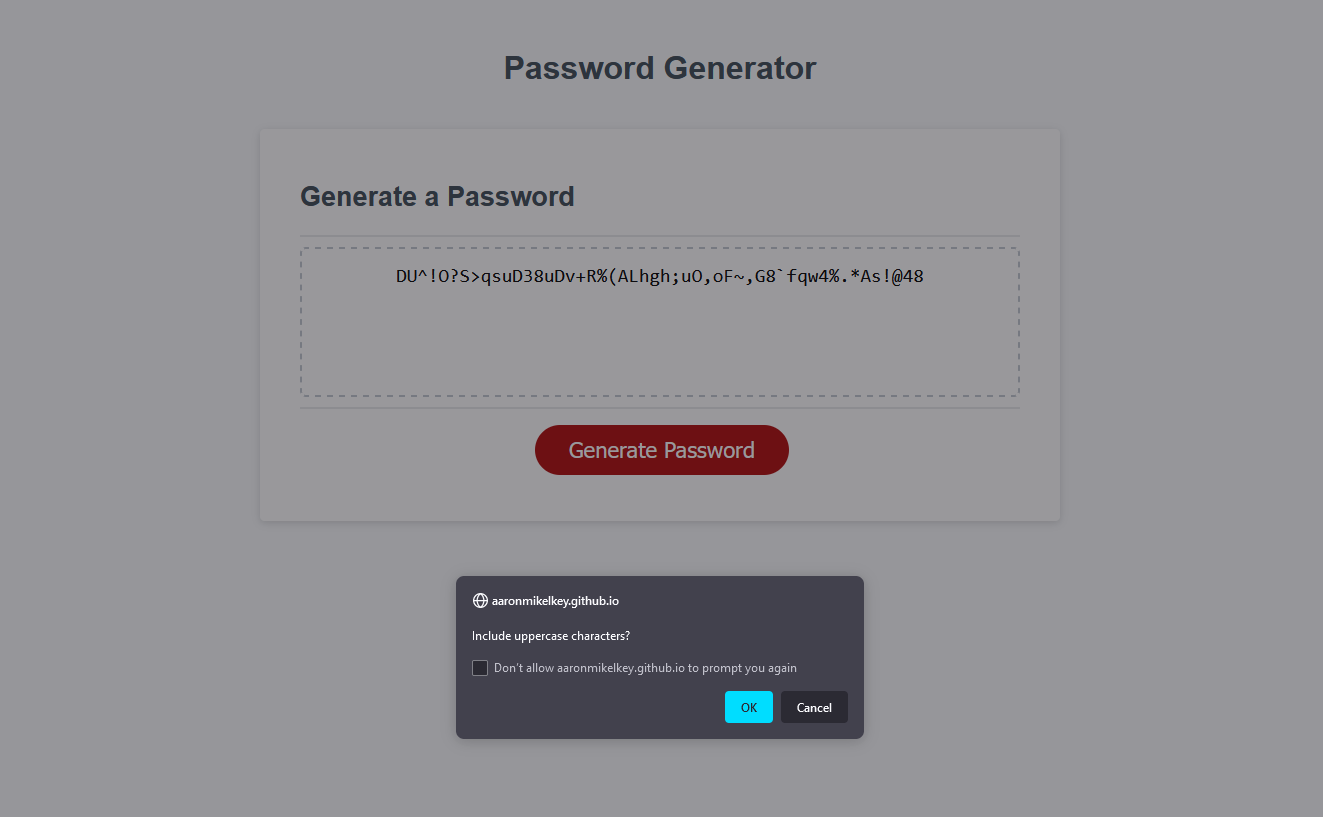 Password Generator
Generate a Password
DU^!O?S>qsuD38uDv+R%(ALhgh;uO,oF~,G8`fqw4%.*As!@48
Generate Password
aaronmikelkey.github.io
Include uppercase characters?
Don't allow aaronmikelkey.github.io to prompt you again
OK Cancel